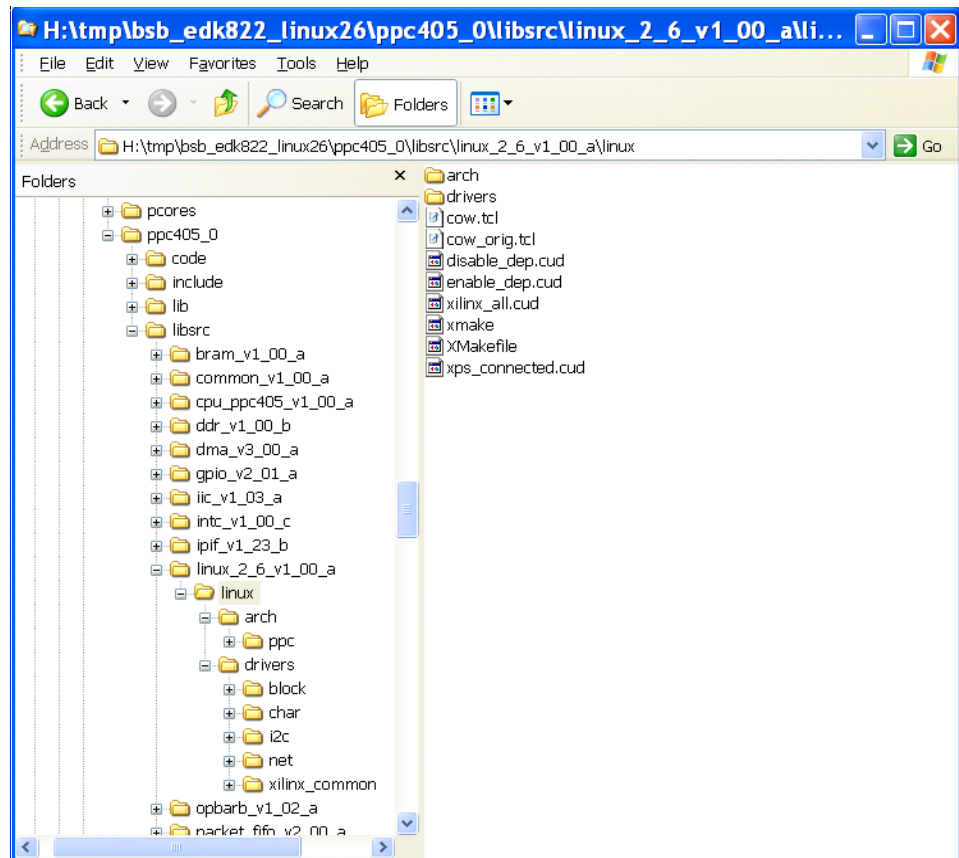 H:\tmp\bsb_edk822_linux26\ppc405_0\libsrc\linux_2_6_v1_00_a\li...
File Edit View Favorites Tools Help
Back Search Folders
Address H:\tmp\bsb_edk822_linux26\ppc405_0\libsrc\linux_2_6_v1_00_a\linux Go
Folders
pcores
ppc405_0
code
include
lib
libsrc
bram_v1_00_a
common_v1_00_a
cpu_ppc405_v1_00_a
ddr_v1_00_b
dma_v3_00_a
gpio_v2_01_a
iic_v1_03_a
intc_v1_00_c
ipif_v1_23_b
linux_2_6_v1_00_a
linux
arch
ppc
drivers
block
char
i2c
net
xilinx_common
opbarb_v1_02_a
packet_fifo_v2_00_a
arch
drivers
cow.tcl
cow_orig.tcl
disable_dep.cud
enable_dep.cud
xilinx_all.cud
xmake
XMakefile
xps_connected.cud